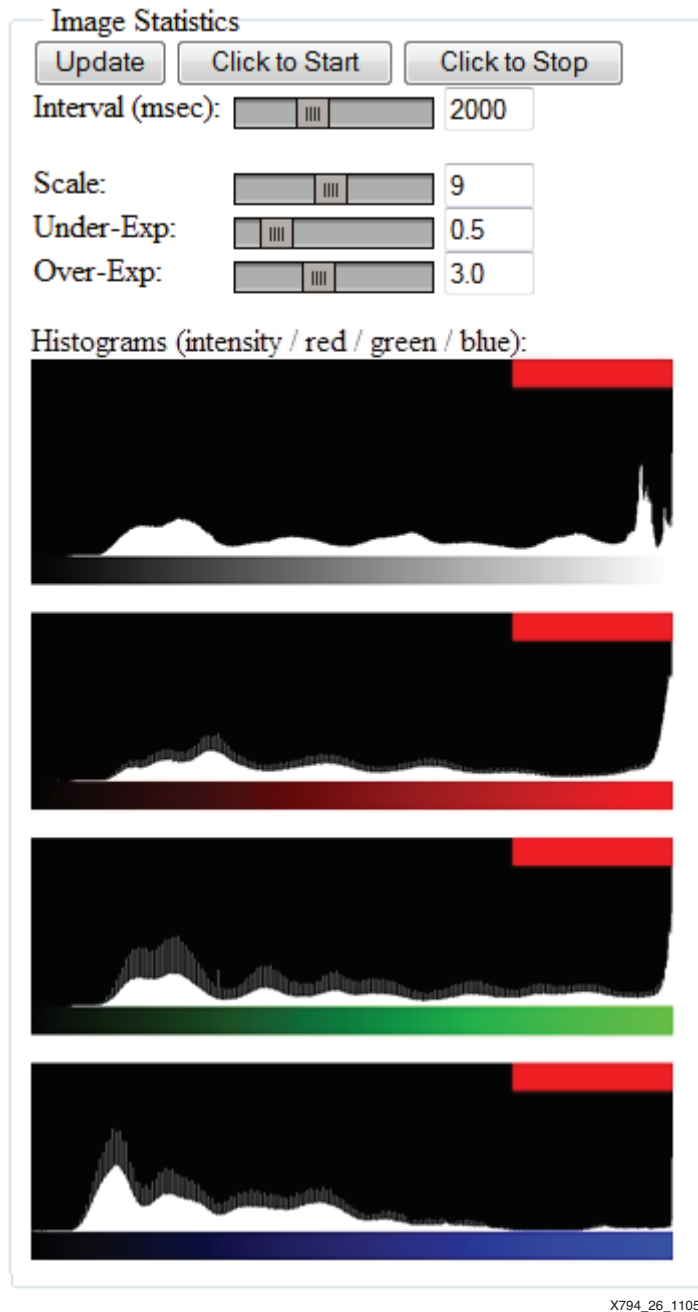 Image Statistics
Update Click to Start Click to Stop
Interval (msec): 2000
Scale: 9
Under-Exp: 0.5
Over-Exp: 3.0
Histograms (intensity / red / green / blue):
X794_26_1105